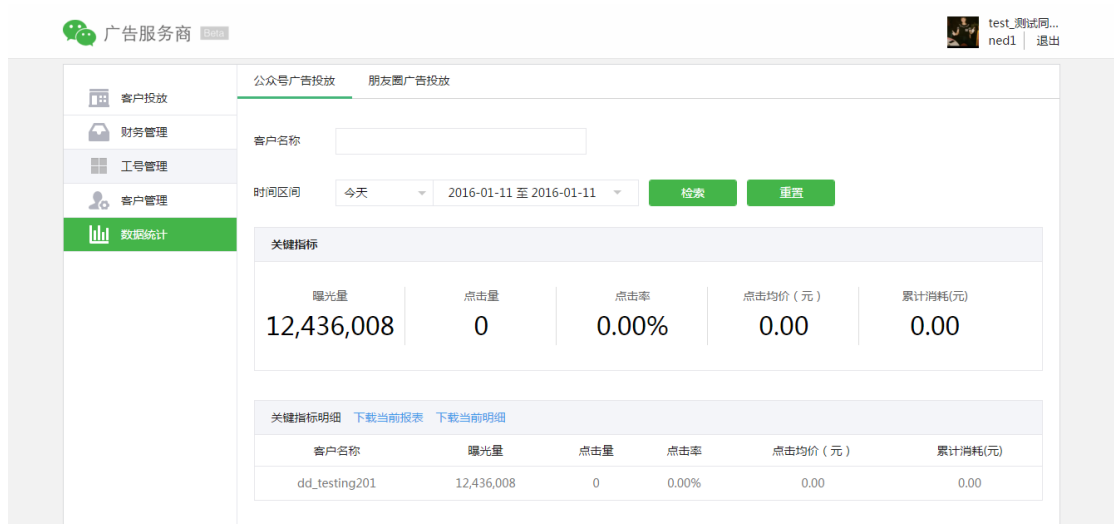 广告服务商 Beta
test_测试同...
ned1 退出
公众号广告投放 朋友圈广告投放
客户投放
财务管理
工号管理
客户管理
数据统计
客户名称
时间区间 今天 2016-01-11 至 2016-01-11 检索 重置
关键指标
曝光量 点击量 点击率 点击均价（元） 累计消耗(元)
12,436,008 0 0.00% 0.00 0.00
关键指标明细 下载当前报表 下载当前明细
客户名称 曝光量 点击量 点击率 点击均价（元） 累计消耗(元)
dd_testing201 12,436,008 0 0.00% 0.00 0.00